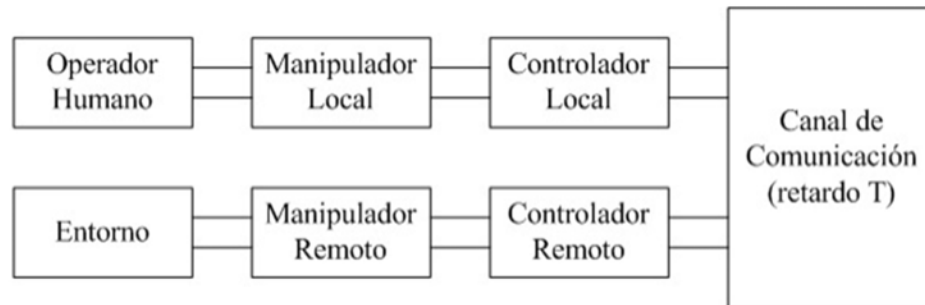 Operador
Humano
Manipulador
Local
Controlador
Local
Canal de
Comunicación
(retardo T)
Entorno
Manipulador
Remoto
Controlador
Remoto